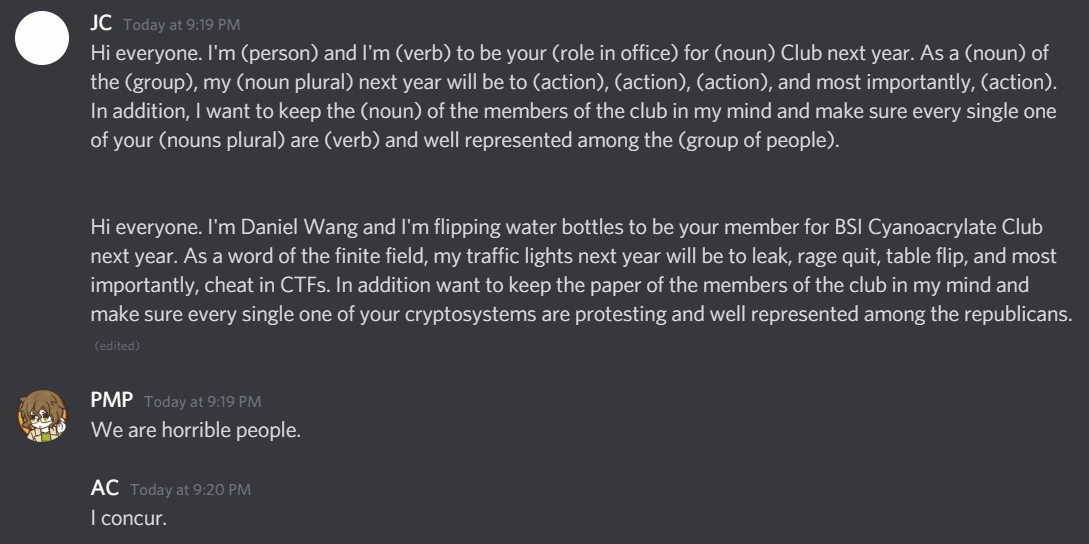 JC Today at 9:19 PM
Hi everyone. I'm (person) and I'm (verb) to be your (role in office) for (noun) Club next year. As a (noun) of
the (group), my (noun plural) next year will be to (action), (action), (action), and most importantly, (action).
In addition, I want to keep the (noun) of the members of the club in my mind and make sure every single one
of your (nouns plural) are (verb) and well represented among the (group of people).
Hi everyone. I'm Daniel Wang and I'm flipping water bottles to be your member for BSI Cyanoacrylate Club
next year. As a word of the finite field, my traffic lights next year will be to leak, rage quit, table flip, and most
importantly, cheat in CTFs. In addition want to keep the paper of the members of the club in my mind and
make sure every single one of your cryptosystems are protesting and well represented among the republicans.
(edited)
PMP Today at 9:19 PM
We are horrible people.
AC Today at 9:20 PM
I concur.